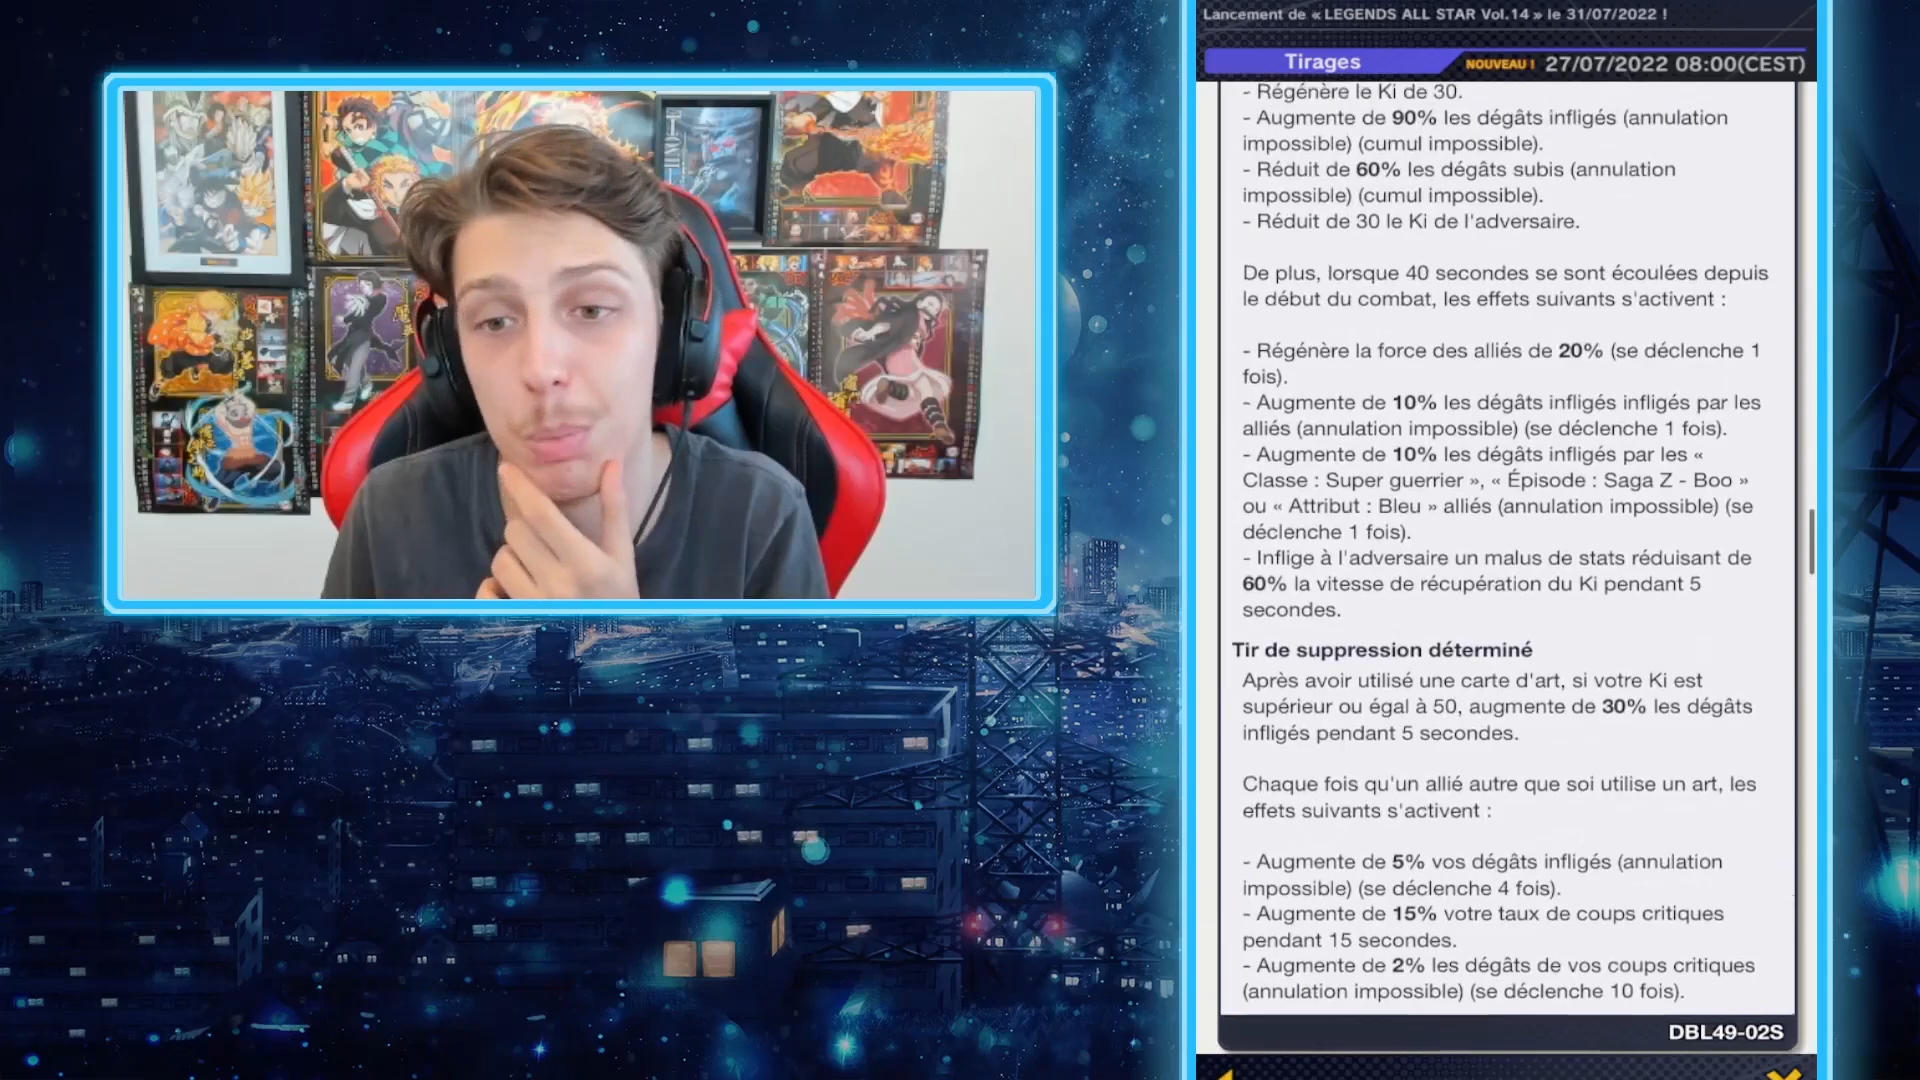 Lancement de « LEGENDS ALL STAR Vol.14 » le 31/07/2022 !
Tirages
NOUVEAU !
27/07/2022 08:00(CEST)
- Régénère le Ki de 30.
- Augmente de 90% les dégâts infligés (annulation
impossible) (cumul impossible).
- Réduit de 60% les dégâts subis (annulation
impossible) (cumul impossible).
- Réduit de 30 le Ki de l'adversaire.
De plus, lorsque 40 secondes se sont écoulées depuis
le début du combat, les effets suivants s'activent :
- Régénère la force des alliés de 20% (se déclenche 1
fois).
- Augmente de 10% les dégâts infligés infligés par les
alliés (annulation impossible) (se déclenche 1 fois).
- Augmente de 10% les dégâts infligés par les «
Classe : Super guerrier », « Épisode : Saga Z - Boo »
ou « Attribut : Bleu » alliés (annulation impossible) (se
déclenche 1 fois).
- Inflige à l'adversaire un malus de stats réduisant de
60% la vitesse de récupération du Ki pendant 5
secondes.
Tir de suppression déterminé
Après avoir utilisé une carte d'art, si votre Ki est
supérieur ou égal à 50, augmente de 30% les dégâts
infligés pendant 5 secondes.
Chaque fois qu'un allié autre que soi utilise un art, les
effets suivants s'activent :
- Augmente de 5% vos dégâts infligés (annulation
impossible) (se déclenche 4 fois).
- Augmente de 15% votre taux de coups critiques
pendant 15 secondes.
- Augmente de 2% les dégâts de vos coups critiques
(annulation impossible) (se déclenche 10 fois).
DBL49-02S